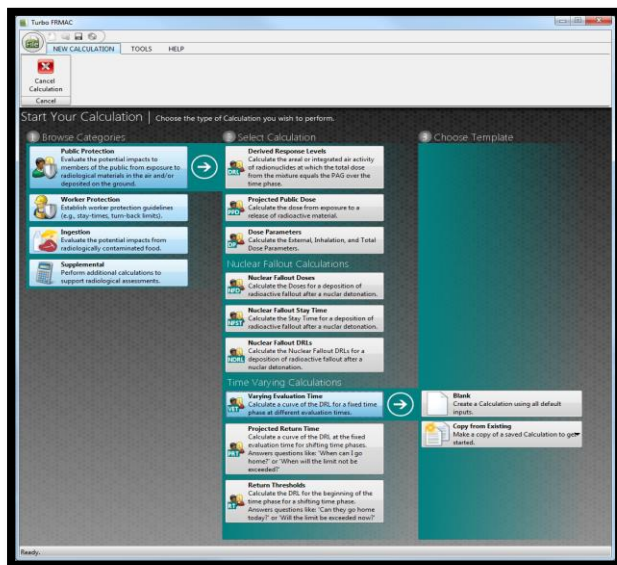 Turbo FRMAC
NEW CALCULATION TOOLS HELP
Cancel
Calculation
Cancel
Start Your Calculation | Choose the type of Calculation you wish to perform.
1 Browse Categories
Public Protection
Evaluate the potential impacts to
members of the public from exposure to
radiological materials in the air and/or
deposited on the ground.
Worker Protection
Establish worker protection guidelines
(e.g., stay-times, turn-back limits).
Ingestion
Evaluate the potential impacts from
radiologically contaminated food.
Supplemental
Perform additional calculations to
support radiological assessments.
2 Select Calculation
DRL
Derived Response Levels
Calculate the areal or integrated air activity
of radionuclides at which the total dose
from the mixture equals the PAG over the
time phase.
PPD
Projected Public Dose
Calculate the dose from exposure to a
release of radioactive material.
DP
Dose Parameters
Calculate the External, Inhalation, and Total
Dose Parameters.
Nuclear Fallout Calculations
NFD
Nuclear Fallout Doses
Calculate the Doses for a deposition of
radioactive fallout after a nuclar detonation.
NFST
Nuclear Fallout Stay Time
Calculate the Stay Time for a deposition of
radioactive fallout after a nuclar detonation.
NDRL
Nuclear Fallout DRLs
Calculate the Nuclear Fallout DRLs for a
deposition of radioactive fallout after a
nuclar detonation.
Time Varying Calculations
VET
Varying Evaluation Time
Calculate a curve of the DRL for a fixed time
phase at different evaluation times.
PRT
Projected Return Time
Calculate a curve of the DRL at the fixed
evaluation time for shifting time phases.
Answers questions like: 'When can I go
home?' or 'When will the limit not be
exceeded?'
RT
Return Thresholds
Calculate the DRL for the beginning of the
time phase for a shifting time phase.
Answers questions like: 'Can they go home
today?' or 'Will the limit be exceeded now?'
3 Choose Template
Blank
Create a Calculation using all default
inputs.
Copy from Existing
Make a copy of a saved Calculation to get
started.
Ready.